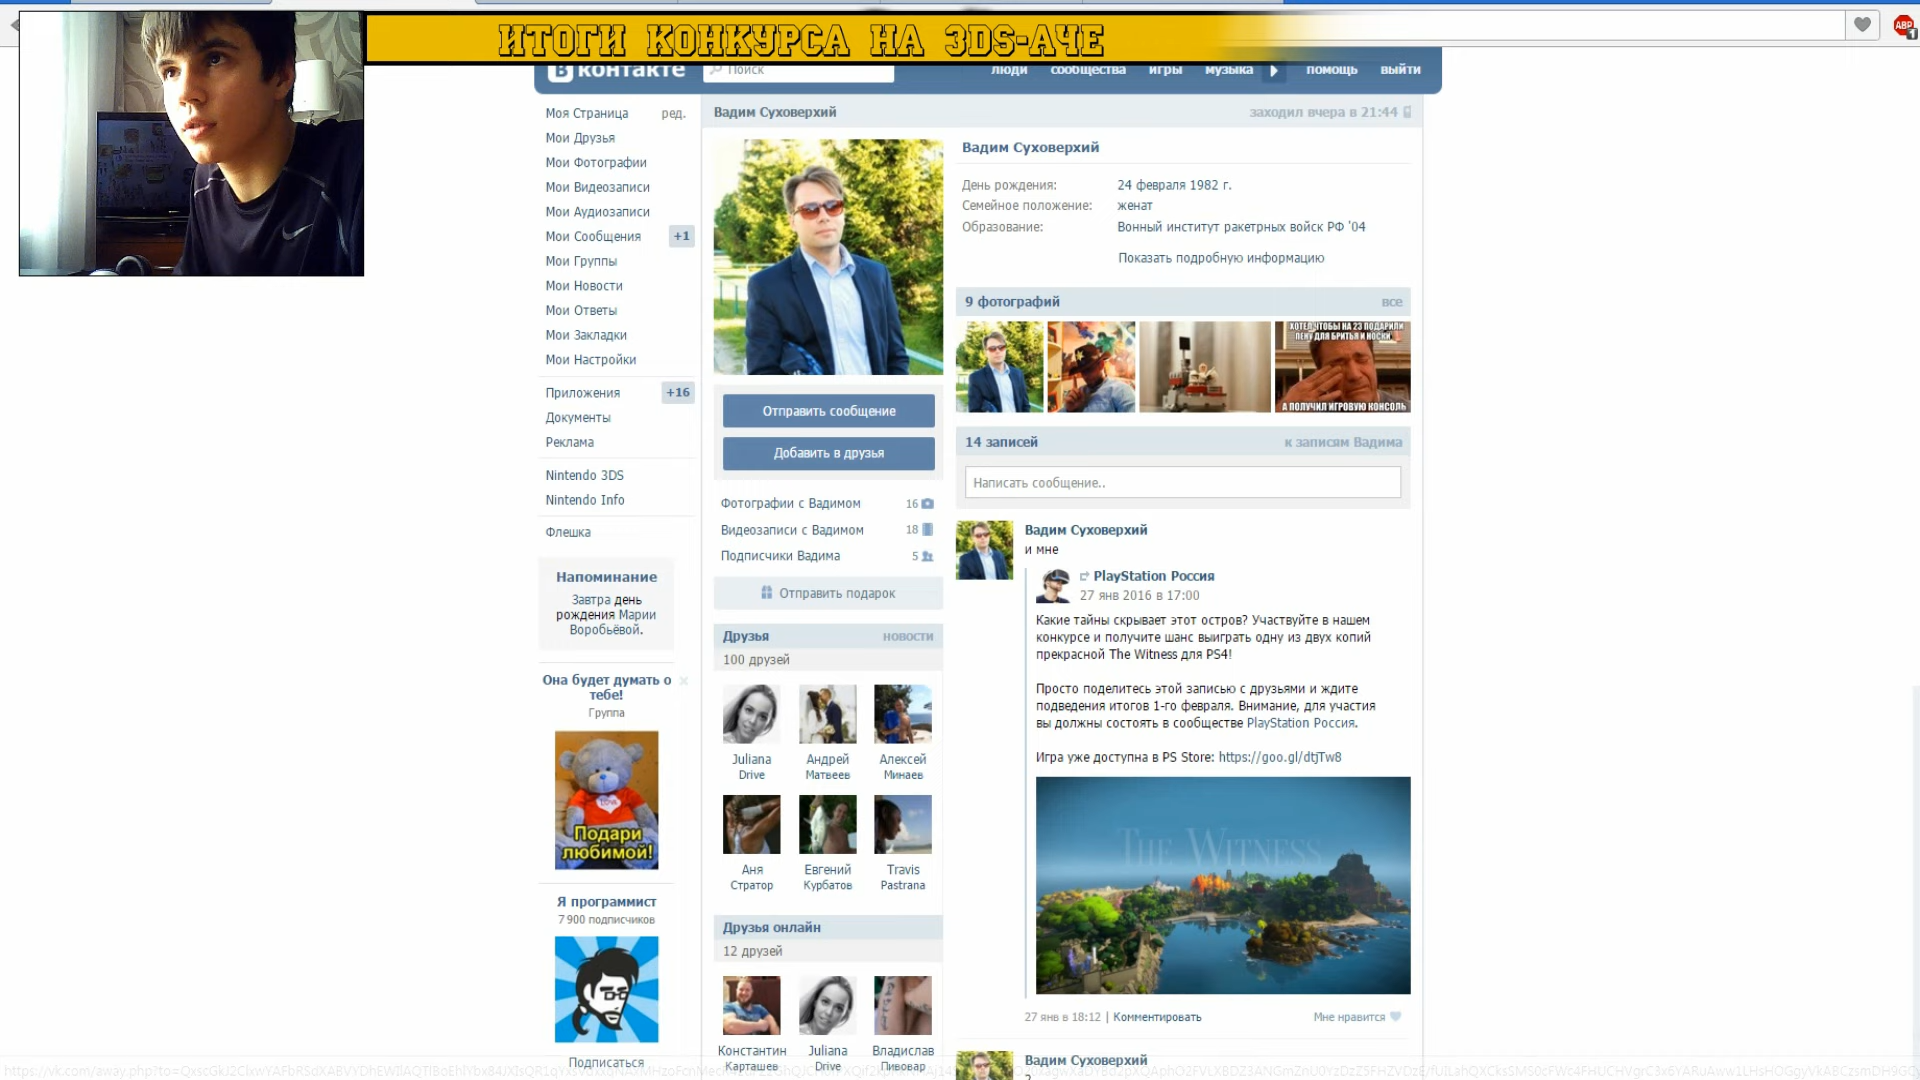 ИТОГИ КОНКУРСА НА 3DS-АЧЕ
ABP
1
В контакте
Поиск
люди сообщества игры музыка помощь выйти
Моя Страница ред.
Мои Друзья
Мои Фотографии
Мои Видеозаписи
Мои Аудиозаписи
Мои Сообщения +1
Мои Группы
Мои Новости
Мои Ответы
Мои Закладки
Мои Настройки
Приложения +16
Документы
Реклама
Nintendo 3DS
Nintendo Info
Флешка
Напоминание
Завтра день
рождения Марии
Воробьёвой.
Она будет думать о
тебе!
Группа
LOVE
Подари
любимой!
Я программист
7 900 подписчиков
Подписаться
Вадим Суховерхий
заходил вчера в 21:44
Отправить сообщение
Добавить в друзья
Фотографии с Вадимом 16
Видеозаписи с Вадимом 18
Подписчики Вадима 5
Отправить подарок
Друзья новости
100 друзей
Juliana
Drive
Андрей
Матвеев
Алексей
Минаев
Аня
Стратор
Евгений
Курбатов
Travis
Pastrana
Друзья онлайн
12 друзей
Константин
Карташев
Juliana
Drive
Владислав
Пивовар
Вадим Суховерхий
День рождения: 24 февраля 1982 г.
Семейное положение: женат
Образование: Вонный институт ракетрных войск РФ '04
Показать подробную информацию
9 фотографий все
ХОТЕЛ ЧТОБЫ НА 23 ПОДАРИЛИ
ПЕНУ ДЛЯ БРИТЬЯ И НОСКИ
А ПОЛУЧИЛ ИГРОВУЮ КОНСОЛЬ
14 записей к записям Вадима
Написать сообщение..
Вадим Суховерхий
и мне
PlayStation Россия
27 янв 2016 в 17:00
Какие тайны скрывает этот остров? Участвуйте в нашем
конкурсе и получите шанс выиграть одну из двух копий
прекрасной The Witness для PS4!
Просто поделитесь этой записью с друзьями и ждите
подведения итогов 1-го февраля. Внимание, для участия
вы должны состоять в сообществе PlayStation Россия.
Игра уже доступна в PS Store: https://goo.gl/dtjTw8
THE WITNESS
27 янв в 18:12 | Комментировать Мне нравится
Вадим Суховерхий